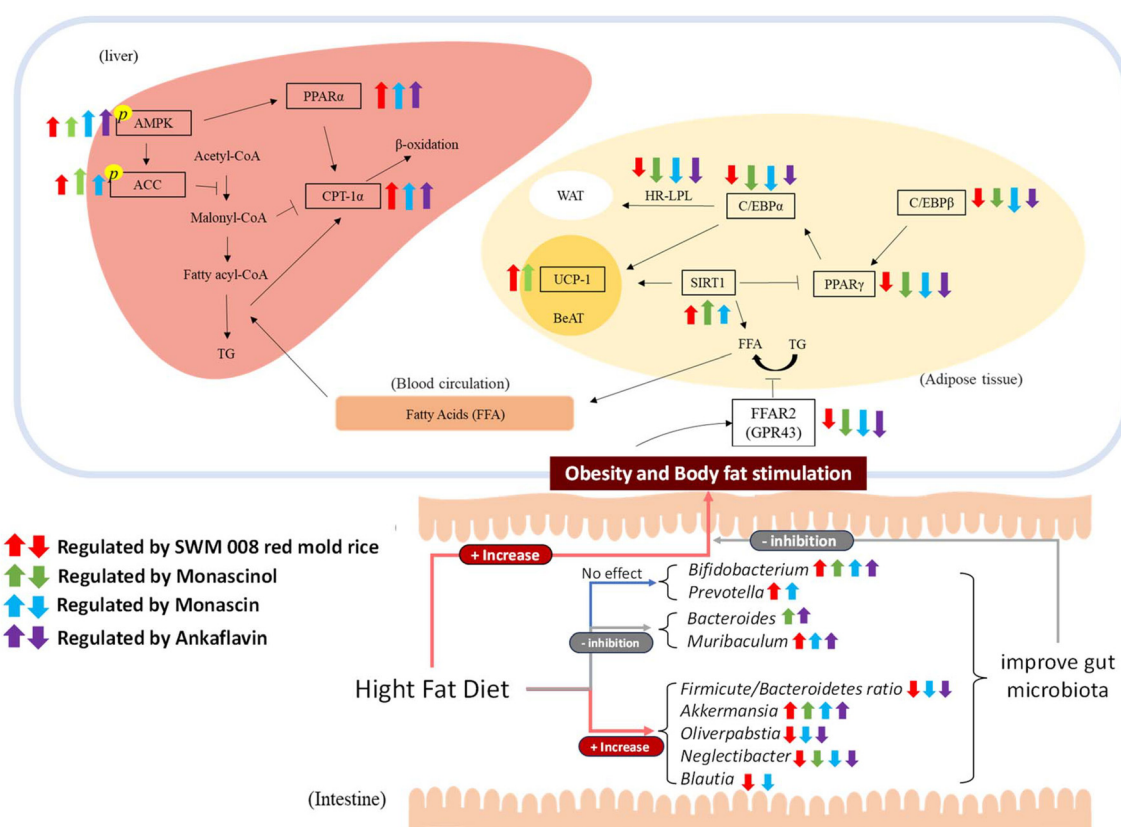 (liver)
PPARα
p
AMPK
β-oxidation
Acetyl-CoA
p
ACC
CPT-1α
Malonyl-CoA
Fatty acyl-CoA
TG
WAT
HR-LPL
C/EBPα
C/EBPβ
UCP-1
SIRT1
PPARγ
BeAT
FFA
TG
(Adipose tissue)
(Blood circulation)
Fatty Acids (FFA)
FFAR2
(GPR43)
Obesity and Body fat stimulation
Regulated by SWM 008 red mold rice
Regulated by Monascinol
Regulated by Monascin
Regulated by Ankaflavin
+ Increase
- inhibition
No effect
Bifidobacterium
Prevotella
Bacteroides
- inhibition
Muribaculum
improve gut
microbiota
Hight Fat Diet
Firmicute/Bacteroidetes ratio
Akkermansia
Oliverpabstia
+ Increase
Neglectibacter
Blautia
(Intestine)